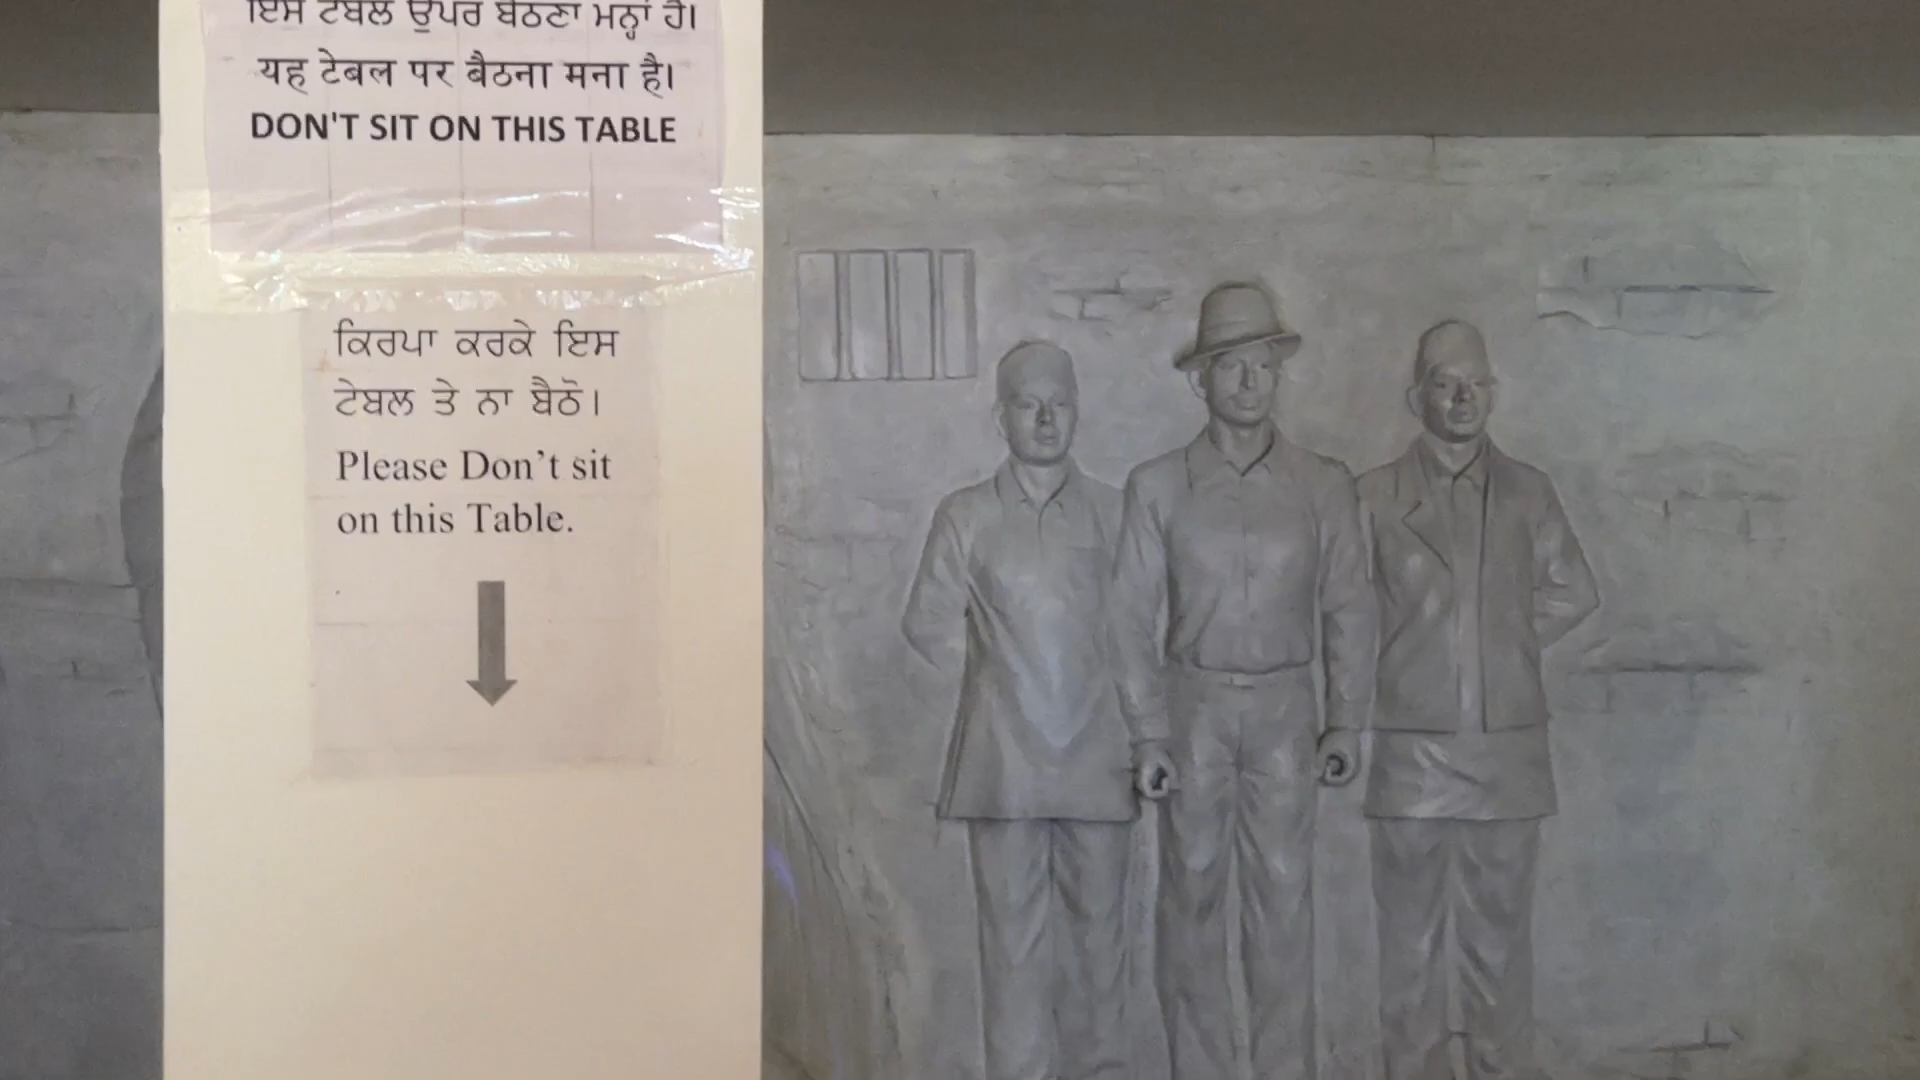 ਇਸ ਟੇਬਲ ਉੱਪਰ ਬੈਠਣਾ ਮਨ੍ਹਾਂ ਹੈ।
यह टेबल पर बैठना मना है।
DON'T SIT ON THIS TABLE
ਕਿਰਪਾ ਕਰਕੇ ਇਸ
ਟੇਬਲ ਤੇ ਨਾ ਬੈਠੋ।
Please Don’t sit
on this Table.